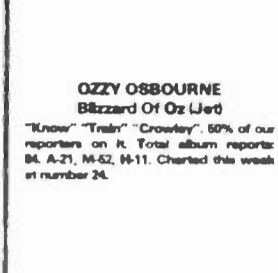 OZZY OSBOURNE
Blizzard Of Oz (Jet)
"Know" "Train" "Crowley". 60% of our
reporters on it. Total album reports:
84. A-21, M-52, H-11. Charted this week
at number 24.